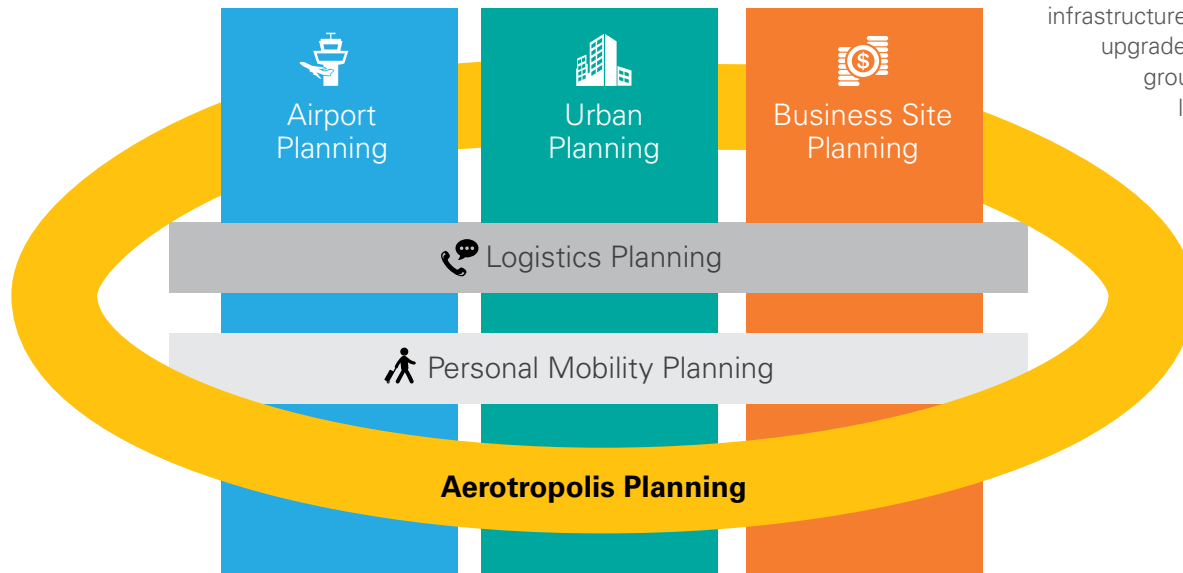 infrastructure
upgrade
Airport
Planning
Urban
Planning
Business Site
Planning
Logistics Planning
Personal Mobility Planning
Aerotropolis Planning